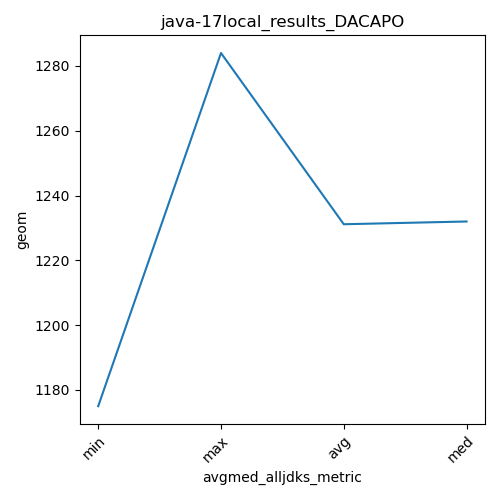 java-17local_results_DACAPO
1280
1260
1240
1220
1200
1180
geom
min
max
avg
med
avgmed_alljdks_metric